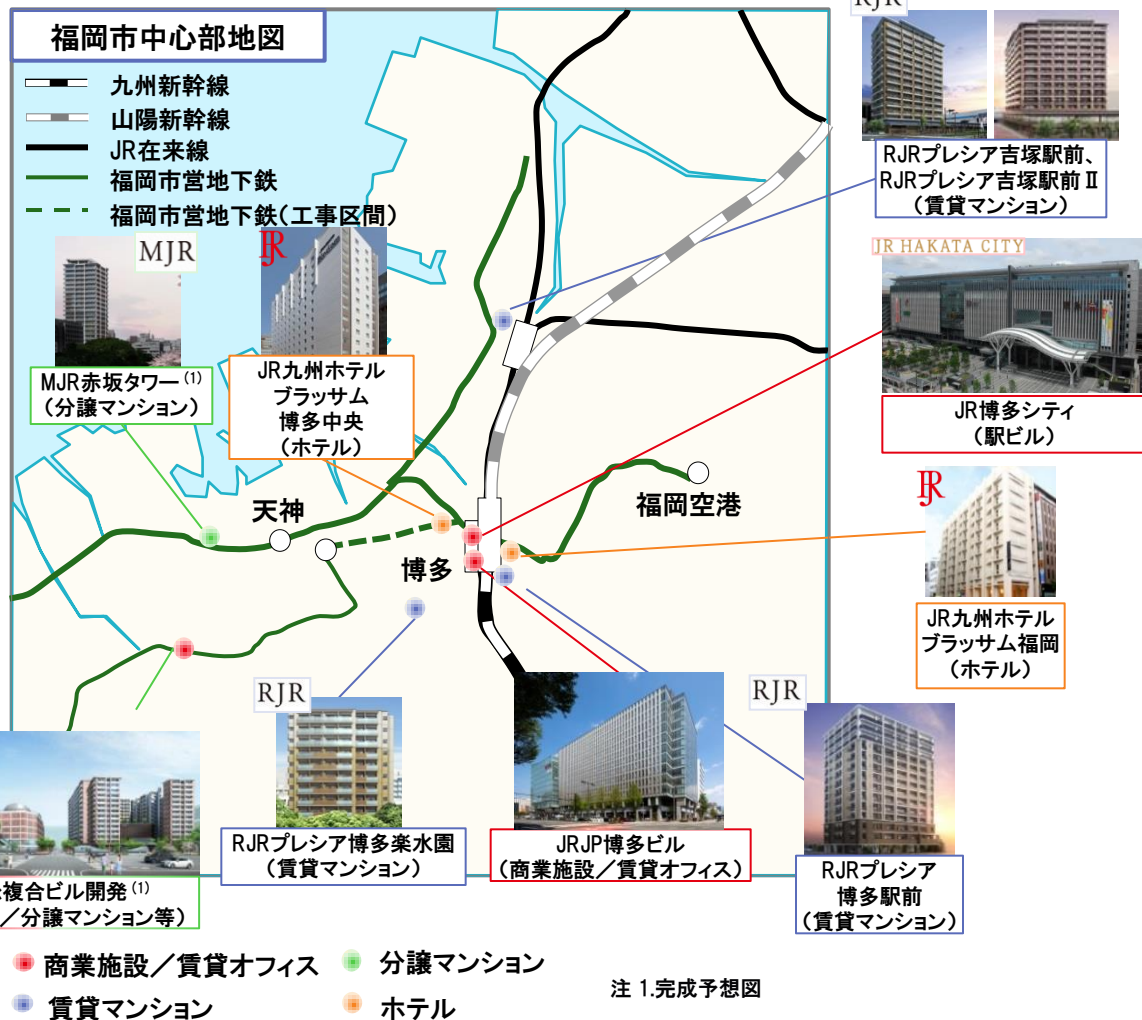 福岡市中心部地図
九州新幹線
山陽新幹線
JR在来線
福岡市営地下鉄
福岡市営地下鉄(工事区間)
RJR
RJRプレシア吉塚駅前、
RJRプレシア吉塚駅前Ⅱ
(賃貸マンション)
MJR
MJR赤坂タワー(1)
(分譲マンション)
JR
JR九州ホテル
ブラッサム
博多中央
(ホテル)
JR HAKATA CITY
JR博多シティ
(駅ビル)
天神
博多
福岡空港
JR
JR九州ホテル
ブラッサム福岡
(ホテル)
複合ビル開発(1)
/分譲マンション等)
RJR
RJRプレシア博多楽水園
(賃貸マンション)
JRJP博多ビル
(商業施設/賃貸オフィス)
RJR
RJRプレシア
博多駅前
(賃貸マンション)
商業施設/賃貸オフィス
分譲マンション
賃貸マンション
ホテル
注 1.完成予想図